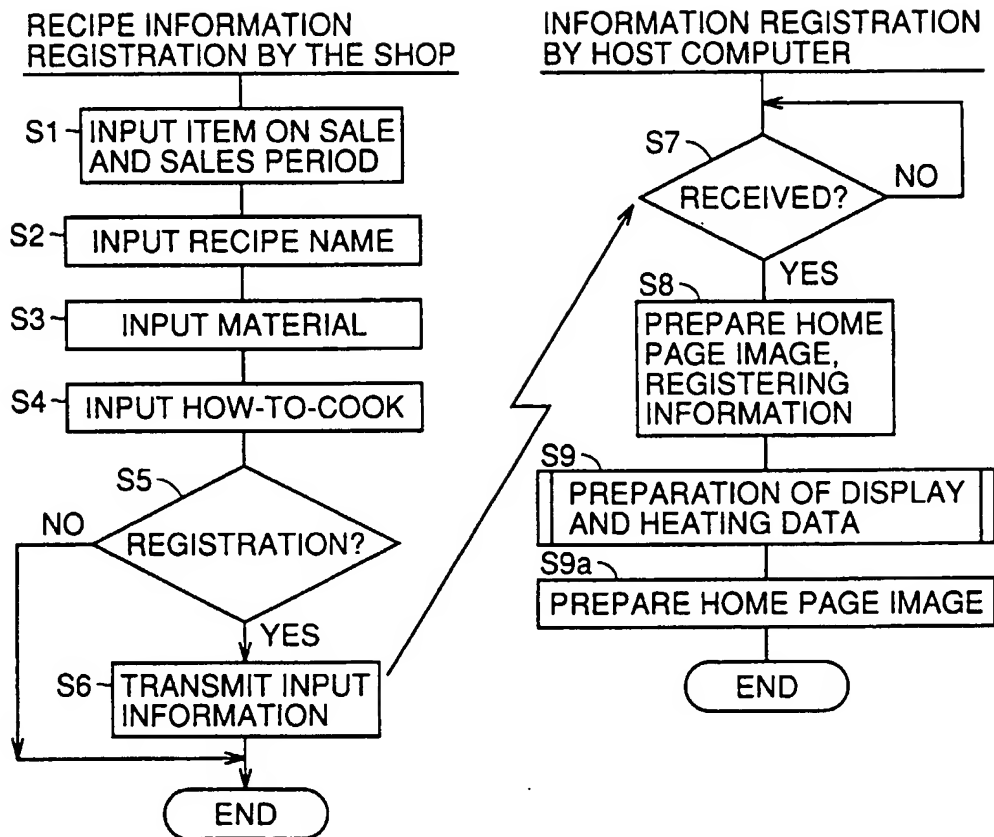 RECIPE INFORMATION
REGISTRATION BY THE SHOP
S1
INPUT ITEM ON SALE
AND SALES PERIOD
S2
INPUT RECIPE NAME
S3
INPUT MATERIAL
S4
INPUT HOW-TO-COOK
S5
NO
REGISTRATION?
YES
S6
TRANSMIT INPUT
INFORMATION
END
INFORMATION REGISTRATION
BY HOST COMPUTER
S7
RECEIVED?
NO
YES
S8
PREPARE HOME
PAGE IMAGE,
REGISTERING
INFORMATION
S9
PREPARATION OF DISPLAY
AND HEATING DATA
S9a
PREPARE HOME PAGE IMAGE
END